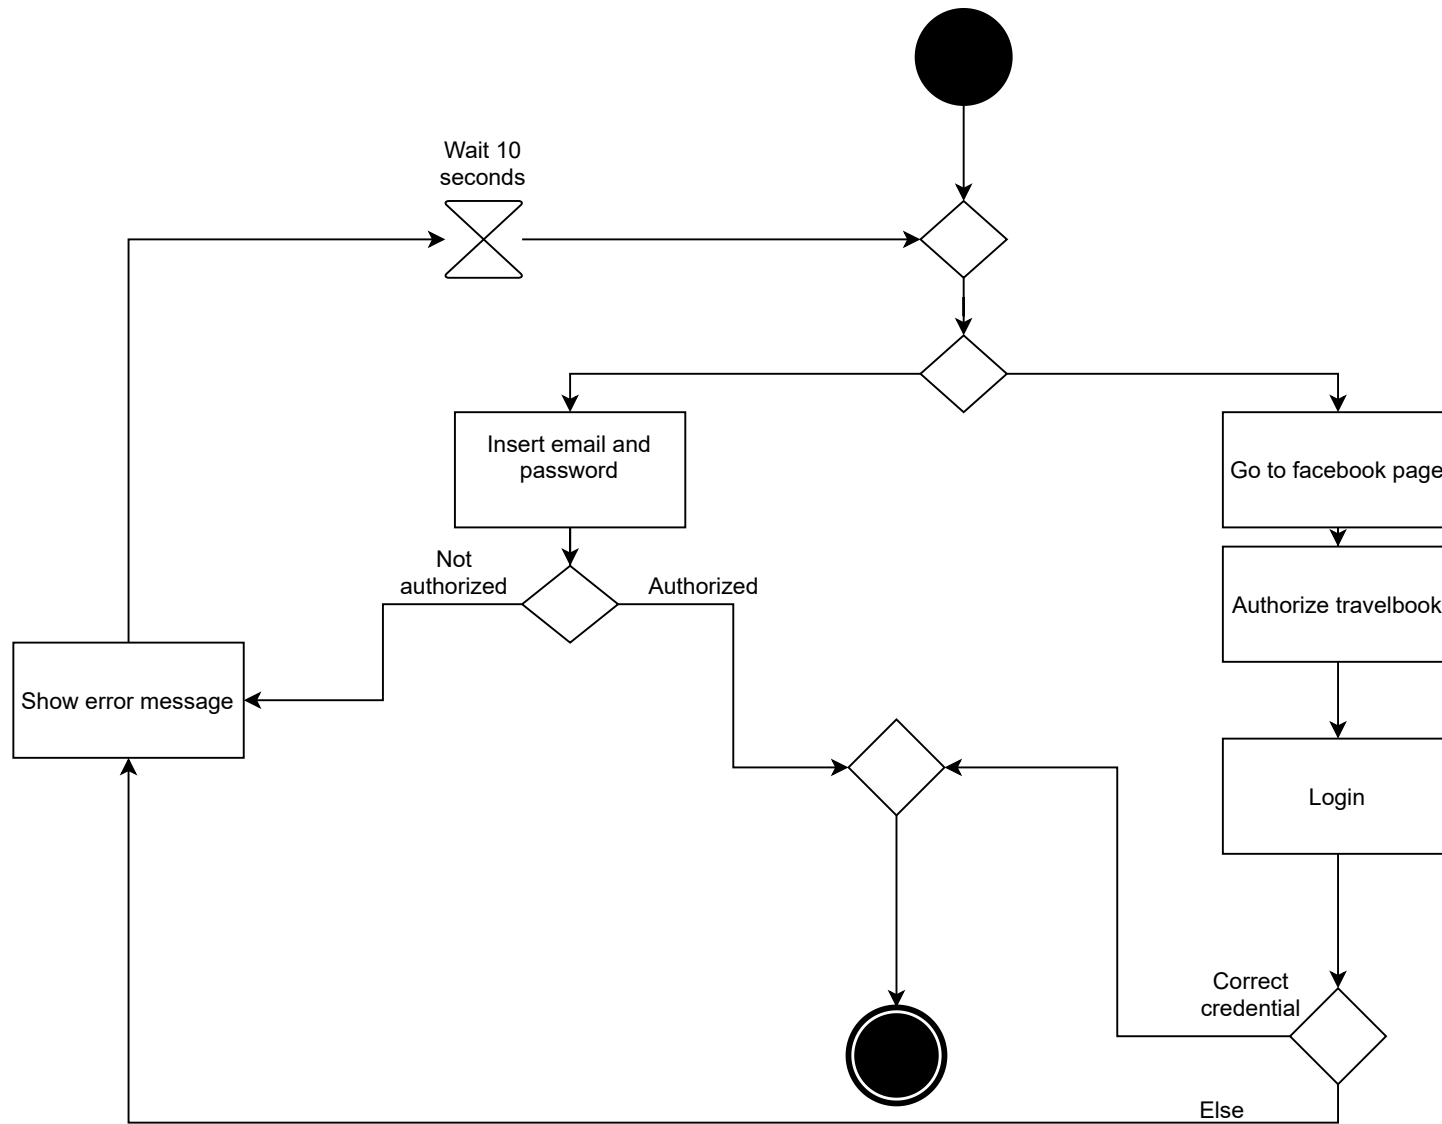 Wait 10
seconds
Insert email and
password
Go to facebook page
Not
authorized
Authorized
Authorize travelbook
Show error message
Login
Correct
credential
Else